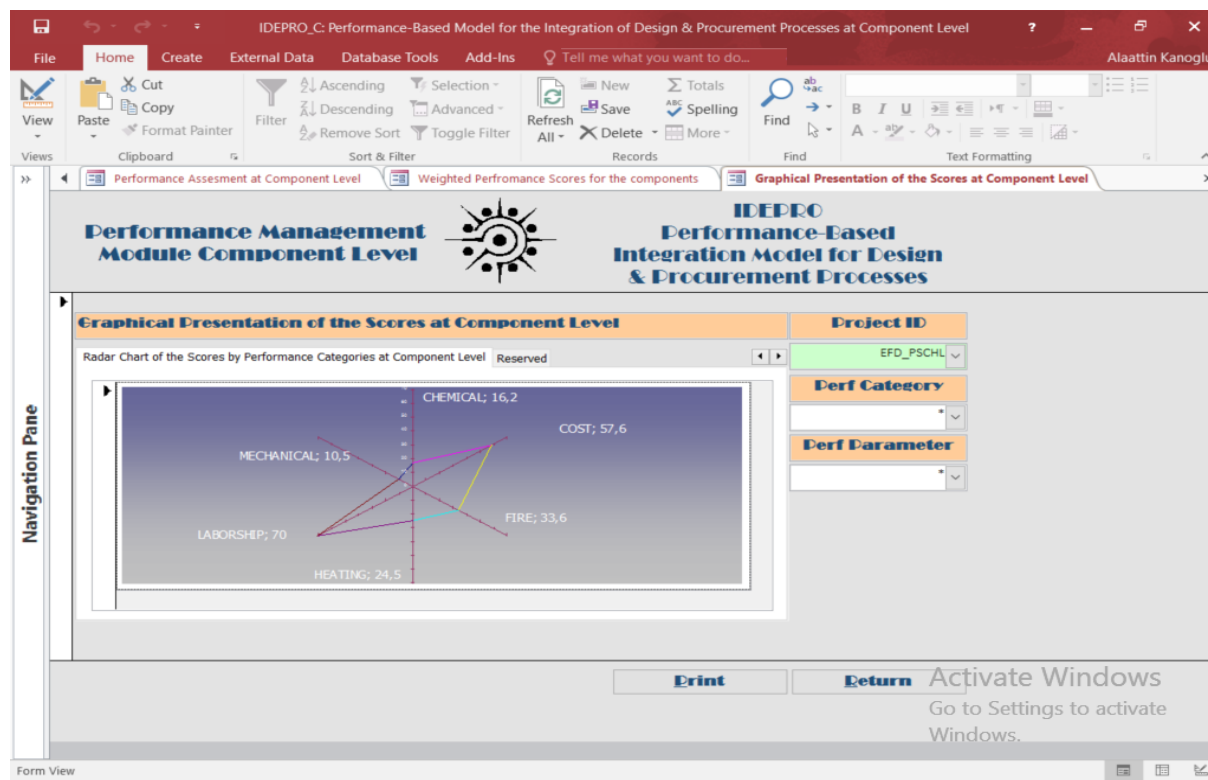 IDEPRO_C: Performance-Based Model for the Integration of Design & Procurement Processes at Component Level ?
File Home Create External Data Database Tools Add-Ins Tell me what you want to do... Alaattin Kanoglu
View
Paste
Cut
Copy
Format Painter
Filter
Ascending
Descending
Remove Sort
Selection
Advanced
Toggle Filter
Refresh
All
New
Save
Delete
Totals
Spelling
More
Find
B I U
A
Views Clipboard Sort & Filter Records Find Text Formatting
Performance Assesment at Component Level Weighted Perfromance Scores for the components Graphical Presentation of the Scores at Component Level
Performance Management
Module Component Level
IDEPRO
Performance-Based
Integration Model for Design
& Procurement Processes
Navigation Pane
Graphical Presentation of the Scores at Component Level
Radar Chart of the Scores by Performance Categories at Component Level Reserved
CHEMICAL; 16,2
COST; 57,6
MECHANICAL; 10,5
FIRE; 33,6
LABORSHIP; 70
HEATING; 24,5
Project ID
EFD_PSCHL
Perf Category
*
Perf Parameter
*
Print Return
Activate Windows
Go to Settings to activate
Windows.
Form View